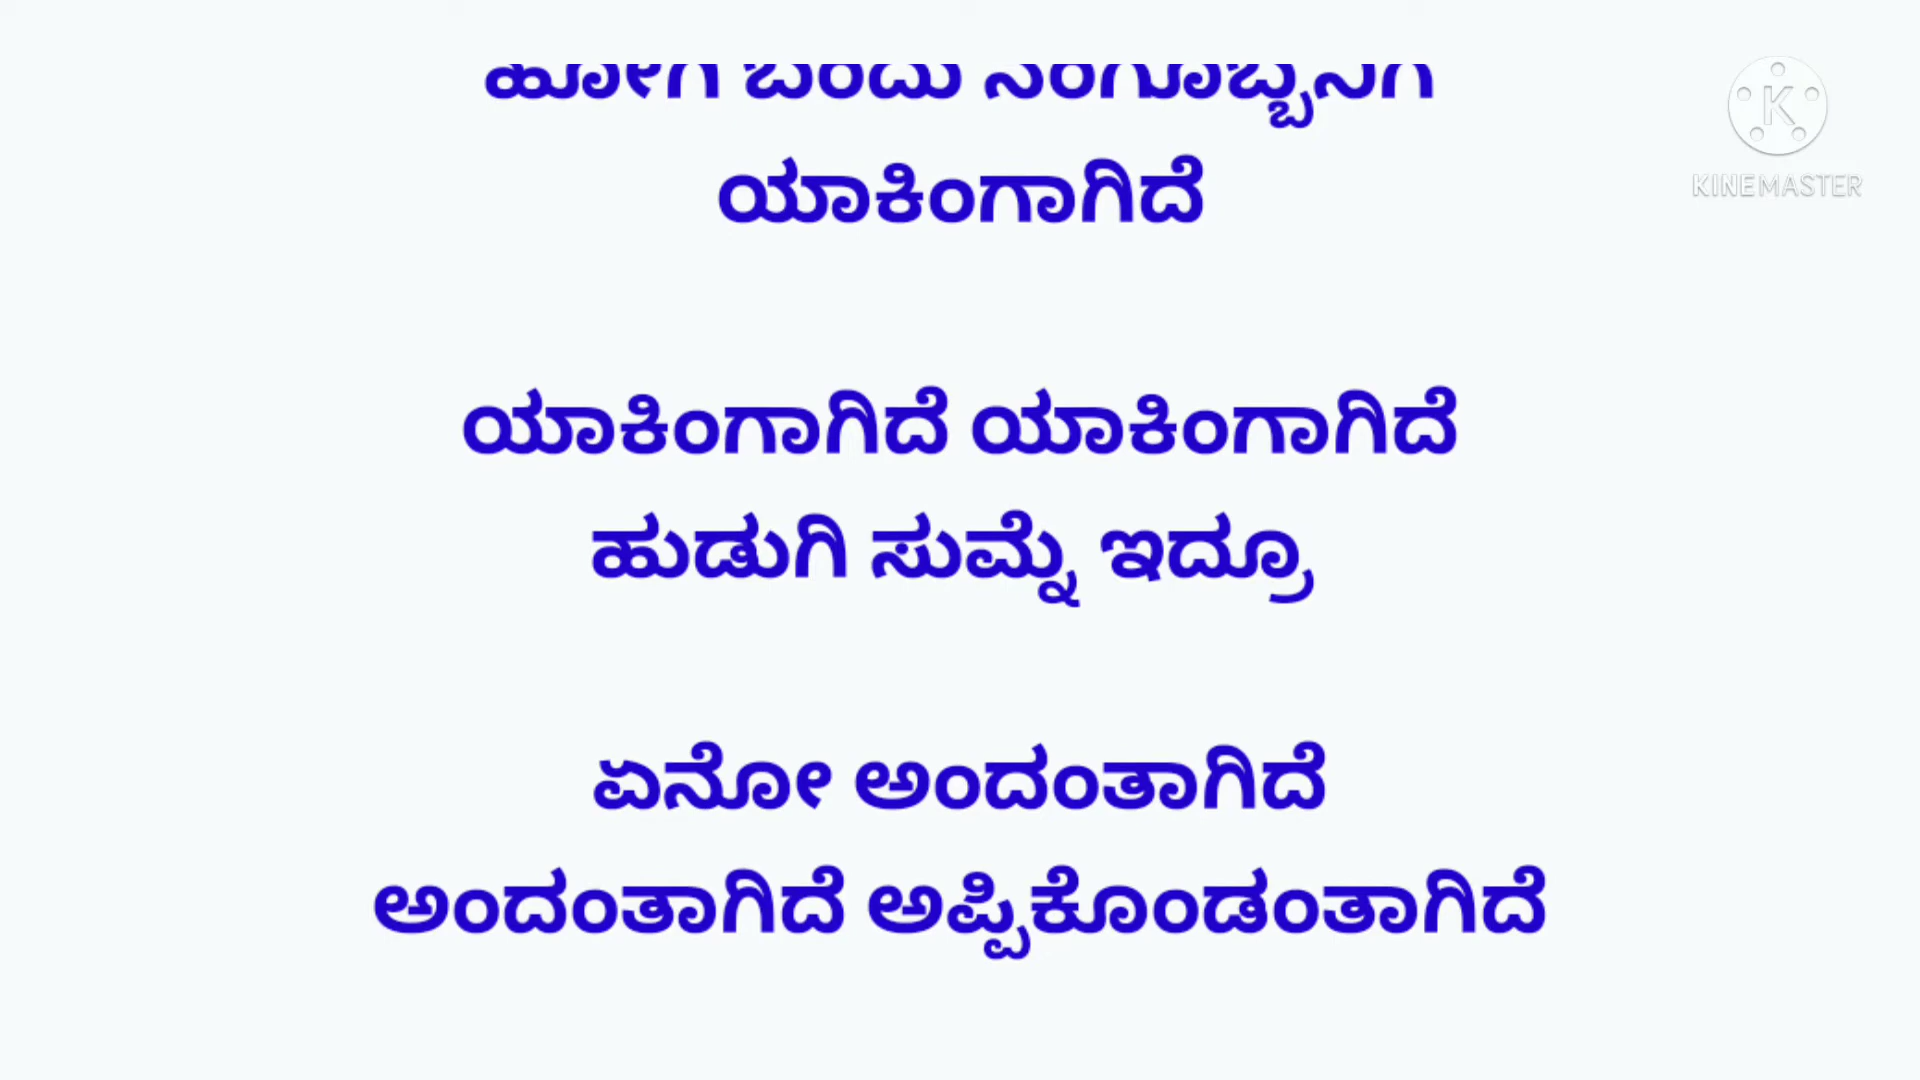 ಯಾಕಿಂಗಾಗಿದೆ
ಯಾಕಿಂಗಾಗಿದೆ ಯಾಕಿಂಗಾಗಿದೆ
ಹುಡುಗಿ ಸುಮ್ನೆ ಇದ್ರೂ
ಏನೋ ಅಂದಂತಾಗಿದೆ
ಅಂದಂತಾಗಿದೆ ಅಪ್ಪಿಕೊಂಡಂತಾಗಿದೆ
K
KINEMASTER